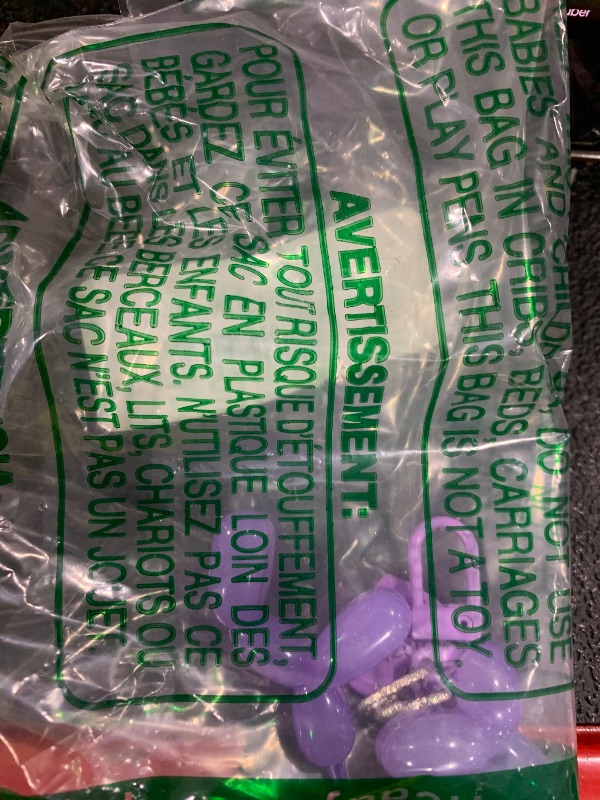 BABIES AND CHILDREN, DO NOT USE
THIS BAG IN CRIBS, BEDS, CARRIAGES
OR PLAY PENS. THIS BAG IS NOT A TOY.
AVERTISSEMENT:
POUR ÉVITER TOUT RISQUE D'ÉTOUFFEMENT,
GARDEZ CE SAC EN PLASTIQUE LOIN DES
BÉBÉS ET LES ENFANTS. N'UTILISEZ PAS CE
SAC DANS LES BERCEAUX, LITS, CHARIOTS OU
CE SAC N'EST PAS UN JOUET.